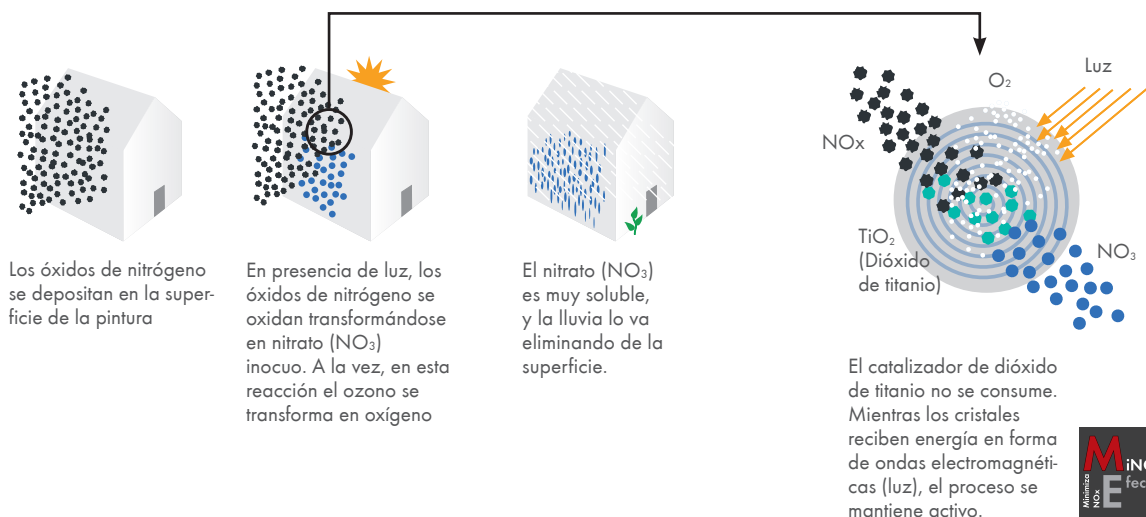 Los óxidos de nitrógeno
se depositan en la super-
ficie de la pintura
En presencia de luz, los
óxidos de nitrógeno se
oxidan transformándose
en nitrato (NO₃)
inocuo. A la vez, en esta
reacción el ozono se
transforma en oxígeno
El nitrato (NO₃)
es muy soluble,
y la lluvia lo va
eliminando de la
superficie.
O₂
Luz
NOx
TiO₂
(Dióxido
de titanio)
NO₃
El catalizador de dióxido
de titanio no se consume.
Mientras los cristales
reciben energía en forma
de ondas electromagnéti-
cas (luz), el proceso se
mantiene activo.
Minimiza
NOx